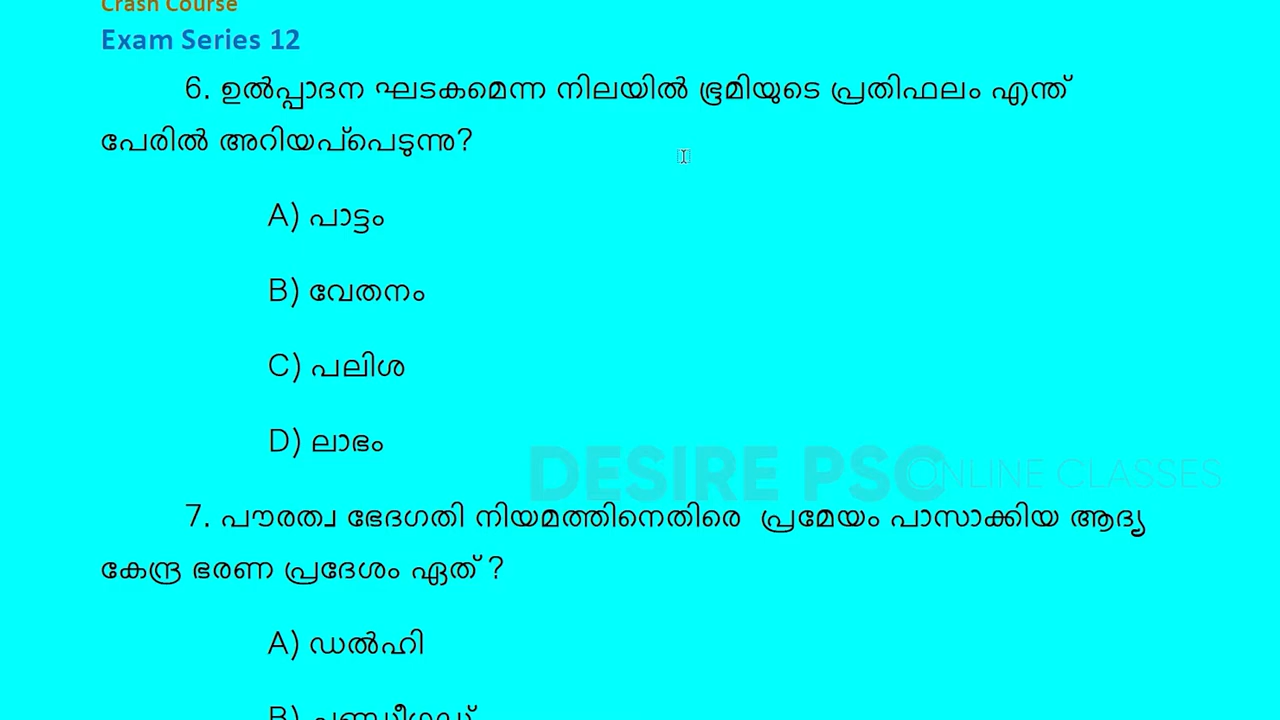 Crash Course
Exam Series 12
6. ഉൽപ്പാദന ഘടകമെന്ന നിലയിൽ ഭൂമിയുടെ പ്രതിഫലം എന്ത്
പേരിൽ അറിയപ്പെടുന്നു?
A) പാട്ടം
B) വേതനം
C) പലിശ
D) ലാഭം
DESIRE PSC ONLINE CLASSES
7. പൗരത്വ ഭേദഗതി നിയമത്തിനെതിരെ പ്രമേയം പാസാക്കിയ ആദ്യ
കേന്ദ്ര ഭരണ പ്രദേശം ഏത് ?
A) ഡൽഹി
B)